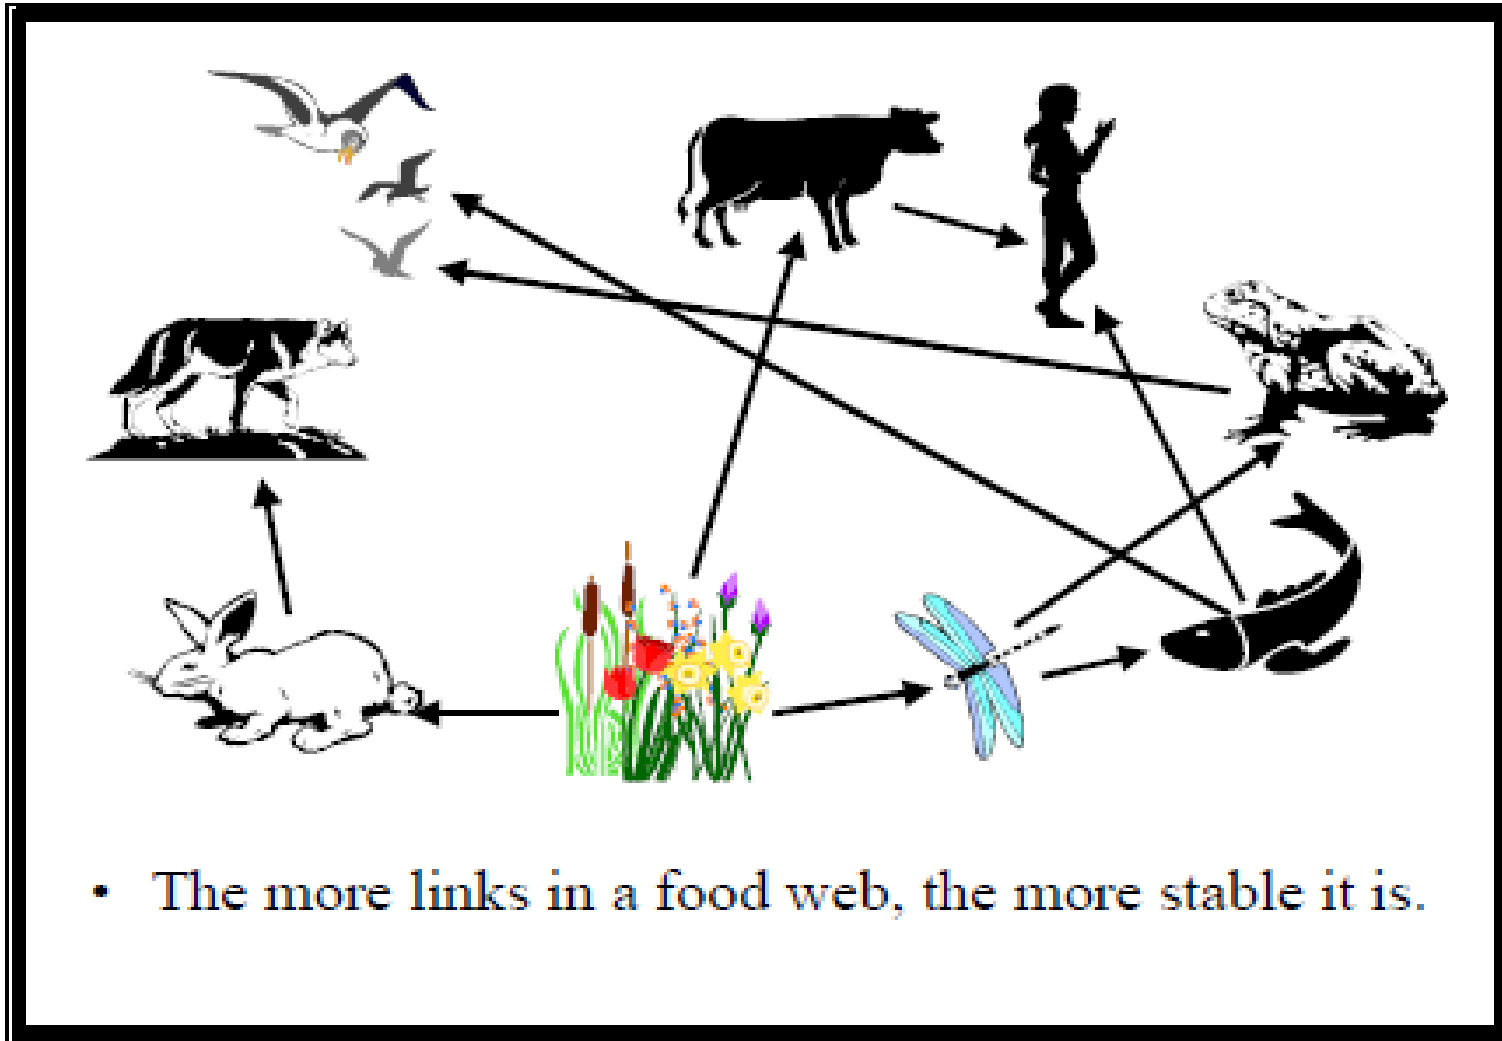 • The more links in a food web, the more stable it is.